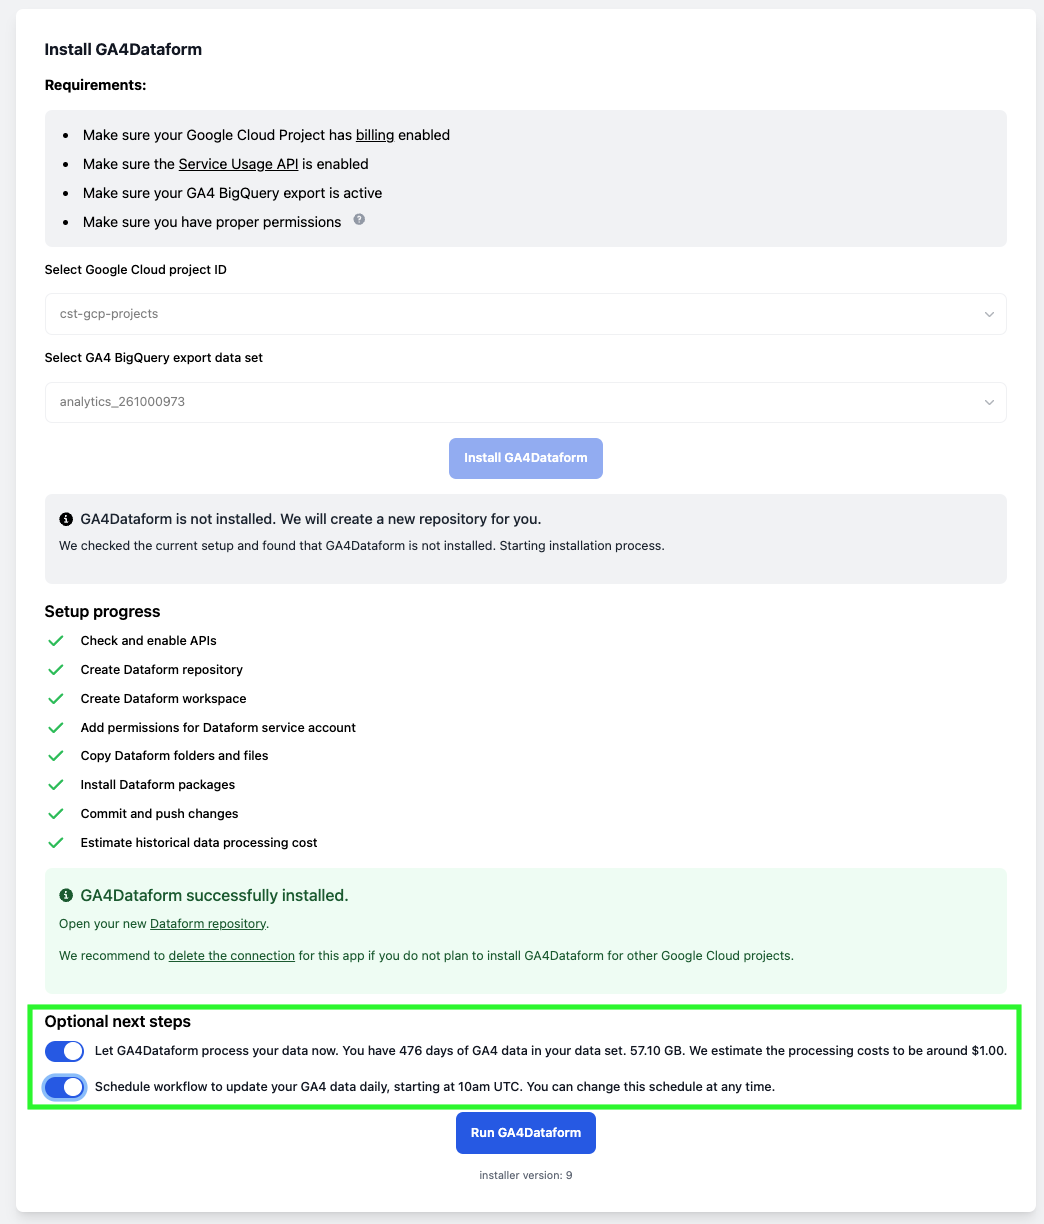 Install GA4Dataform
Requirements:
Make sure your Google Cloud Project has billing enabled
Make sure the Service Usage API is enabled
Make sure your GA4 BigQuery export is active
Make sure you have proper permissions ?
Select Google Cloud project ID
cst-gcp-projects
Select GA4 BigQuery export data set
analytics_261000973
Install GA4Dataform
GA4Dataform is not installed. We will create a new repository for you.
We checked the current setup and found that GA4Dataform is not installed. Starting installation process.
Setup progress
Check and enable APIs
Create Dataform repository
Create Dataform workspace
Add permissions for Dataform service account
Copy Dataform folders and files
Install Dataform packages
Commit and push changes
Estimate historical data processing cost
GA4Dataform successfully installed.
Open your new Dataform repository.
We recommend to delete the connection for this app if you do not plan to install GA4Dataform for other Google Cloud projects.
Optional next steps
Let GA4Dataform process your data now. You have 476 days of GA4 data in your data set. 57.10 GB. We estimate the processing costs to be around $1.00.
Schedule workflow to update your GA4 data daily, starting at 10am UTC. You can change this schedule at any time.
Run GA4Dataform
installer version: 9